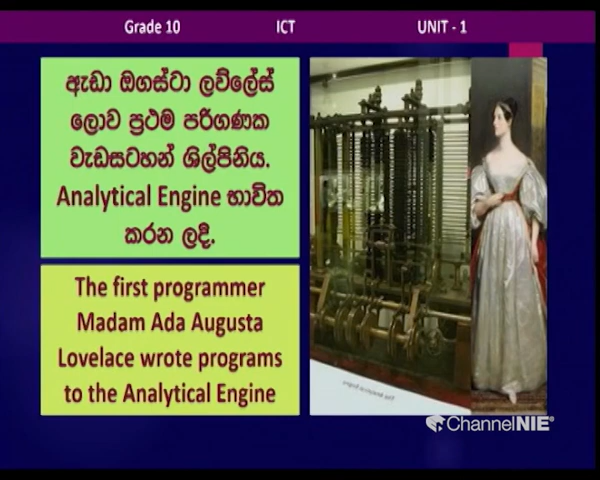 Grade 10 ICT UNIT - 1
ඇඩා ඔගස්ටා ලව්ලේස්
ලොව ප්‍රථම පරිගණක
වැඩසටහන් ශිල්පිනිය.
Analytical Engine භාවිත
කරන ලදී.
The first programmer
Madam Ada Augusta
Lovelace wrote programs
to the Analytical Engine
ChannelNIE®